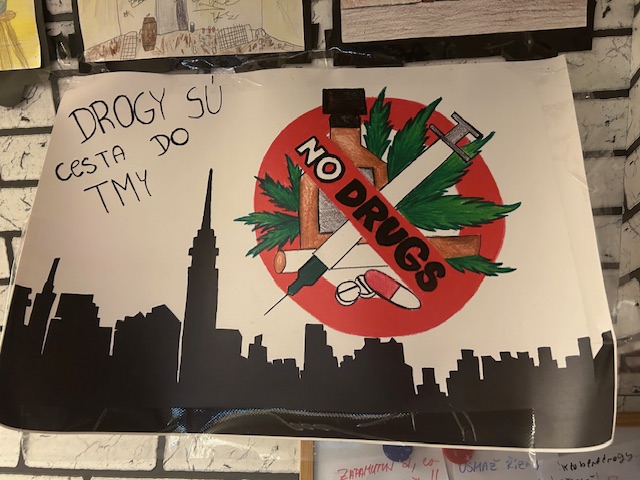 DROGY SÚ
CESTA DO
TMY
NO DRUGS